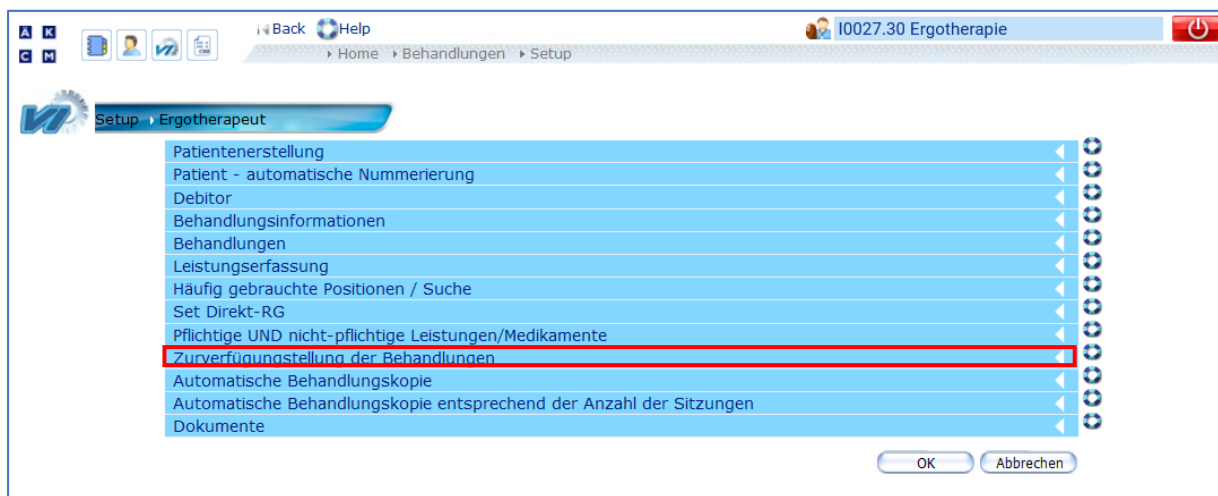 Ä K
C M
Back Help
I0027.30 Ergotherapie
Home Behandlungen Setup
Setup Ergotherapeut
Patientenerstellung
Patient - automatische Nummerierung
Debitor
Behandlungsinformationen
Behandlungen
Leistungserfassung
Häufig gebrauchte Positionen / Suche
Set Direkt-RG
Pflichtige UND nicht-pflichtige Leistungen/Medikamente
Zurverfügungstellung der Behandlungen
Automatische Behandlungskopie
Automatische Behandlungskopie entsprechend der Anzahl der Sitzungen
Dokumente
OK Abbrechen